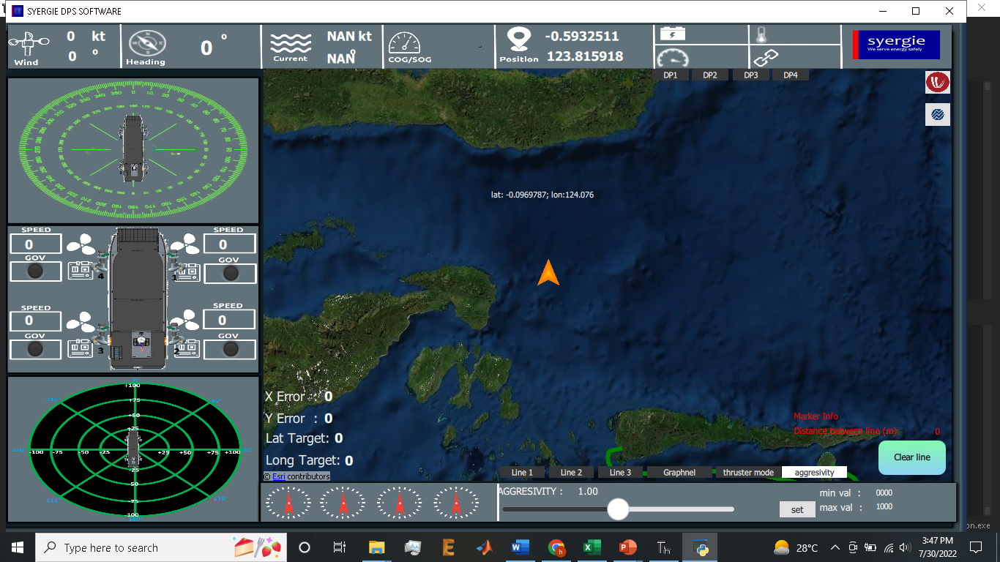 SYERGIE DPS SOFTWARE
0 kt
0 °
Wind
Heading
0 °
Current
NAN kt
NAN °
COG/SOG
Position
-0.5932511
123.815918
syergie
We serve energy safely
DP1
DP2
DP3
DP4
lat: -0.0969787; lon:124.076
SPEED
0
GOV
4
SPEED
0
GOV
1
SPEED
0
GOV
3
SPEED
0
GOV
2
+100
+75
+50
+25
-100
-75
-50
-25
+25
+50
+75
+100
-25
-50
-75
-100
X Error : 0
Y Error : 0
Lat Target: 0
Long Target: 0
© Esri contributors
Marker Info
Distance between line (m): 0
Clear line
Line 1
Line 2
Line 3
Graphnel
thruster mode
aggresivity
AGGRESIVITY : 1.00
set
min val : 0000
max val : 1000
on.exe
Type here to search
28°C
3:47 PM
7/30/2022